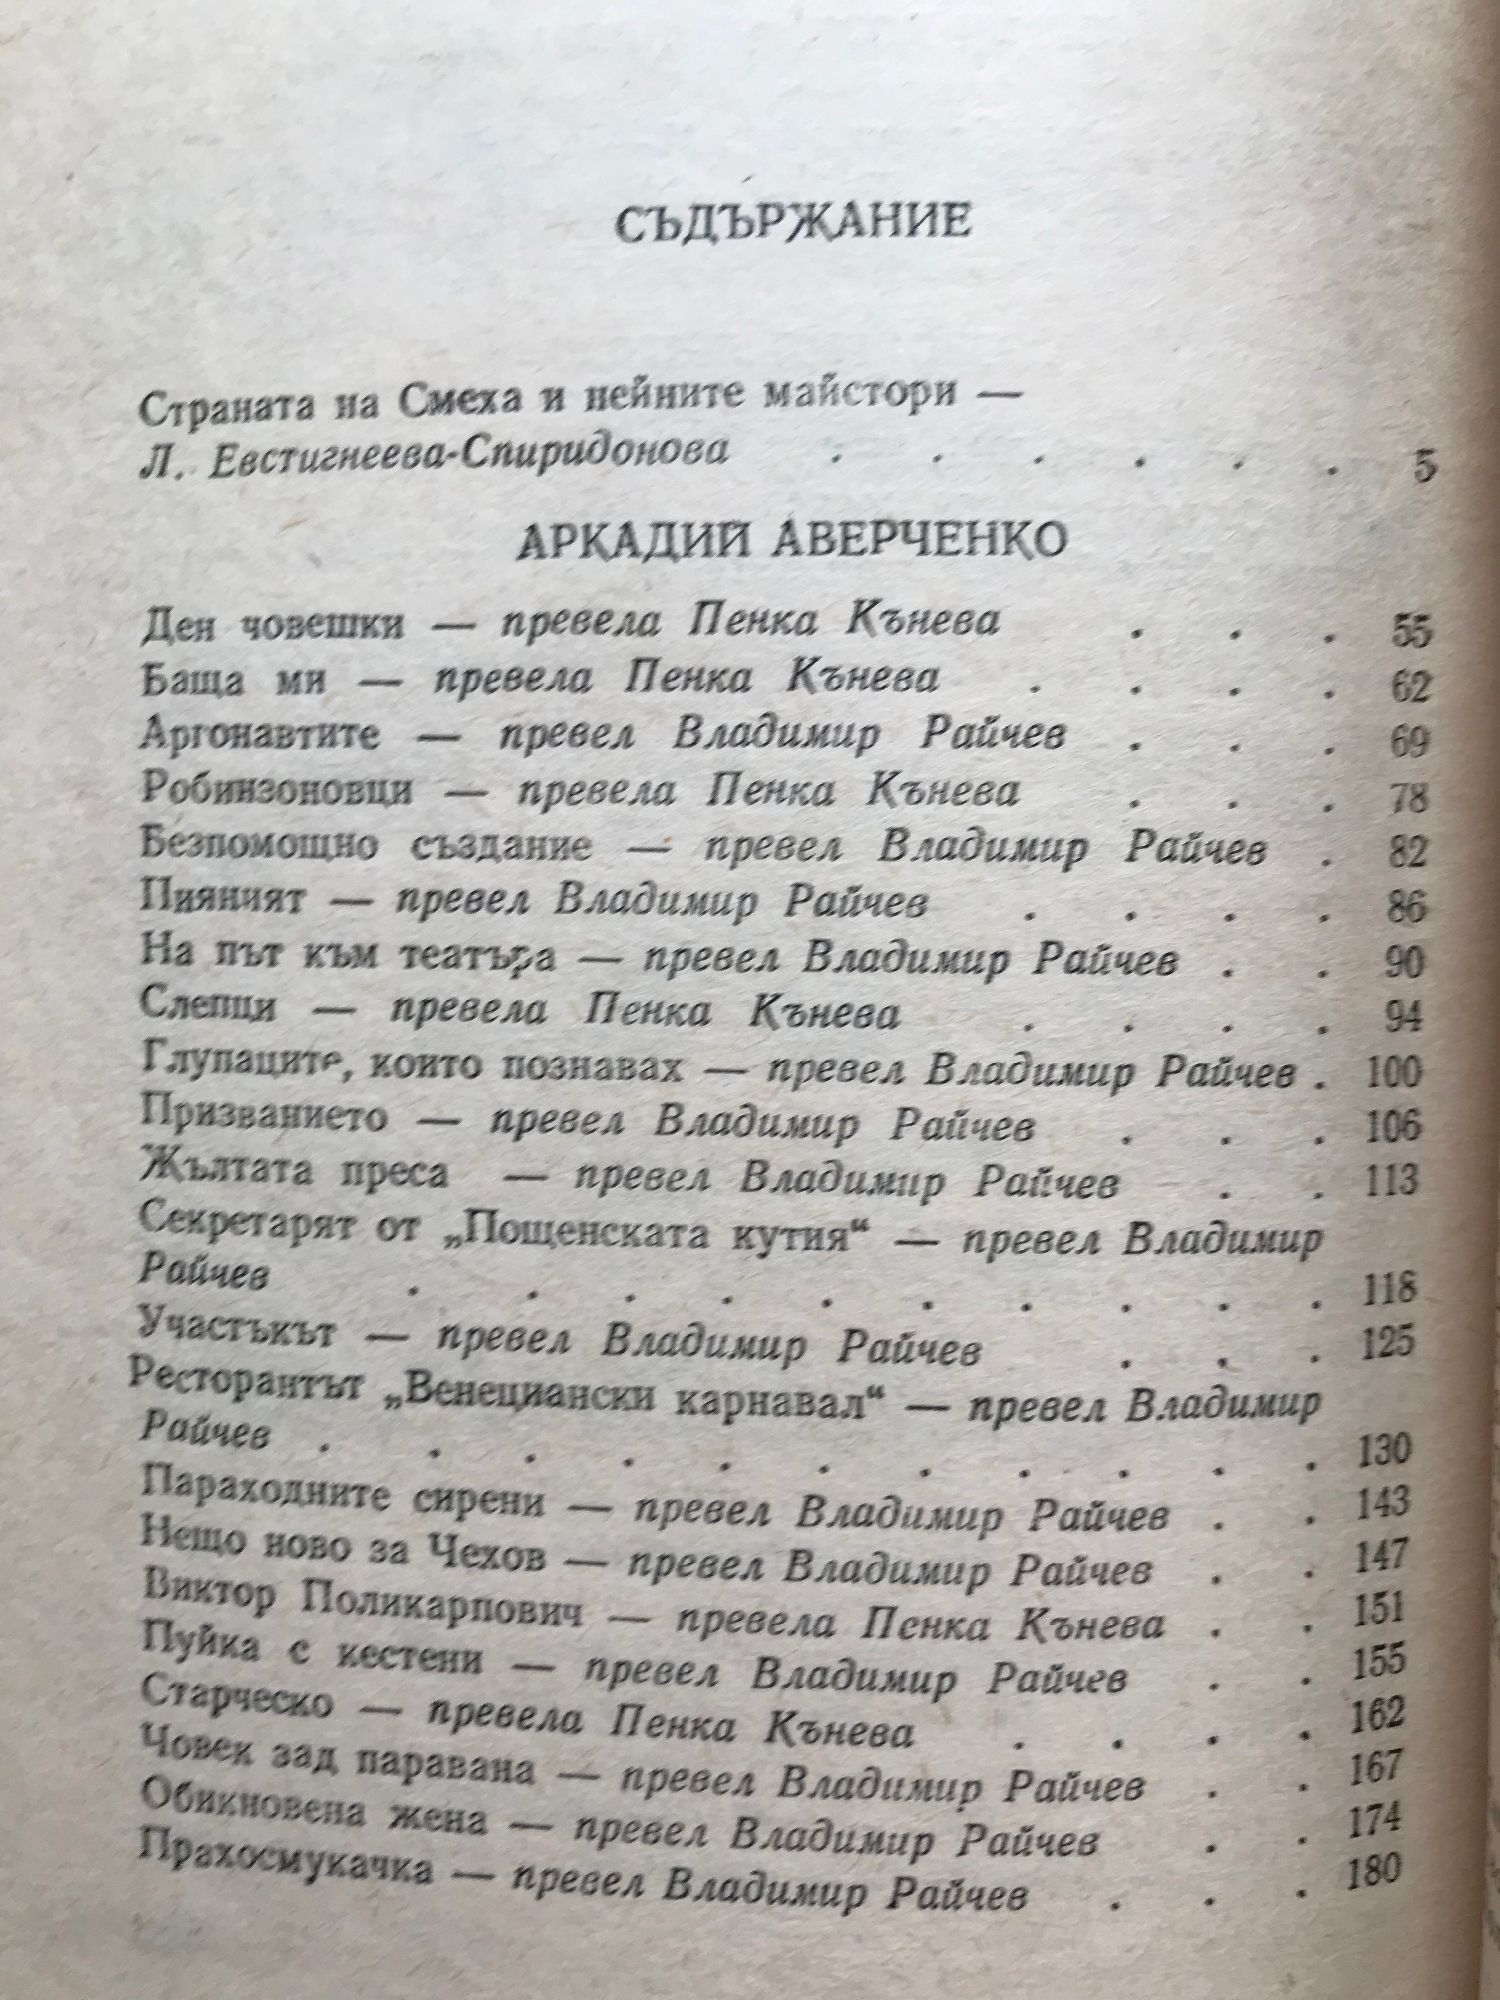 СЪДЪРЖАНИЕ
Страната на Смеха и нейните майстори —
Л. Евстигнеева-Спиридонова . . . . . . 5
АРКАДИЙ АВЕРЧЕНКО
Ден човешки — превела Пенка Кънева . . . 55
Баща ми — превела Пенка Кънева . . . . 62
Аргонавтите — превел Владимир Райчев . . . 69
Робинзоновци — превела Пенка Кънева . . . 78
Безпомощно създание — превел Владимир Райчев . 82
Пияният — превел Владимир Райчев . . . . 86
На път към театъра — превел Владимир Райчев . . 90
Слепци — превела Пенка Кънева . . . . 94
Глупаците, които познавах — превел Владимир Райчев . 100
Призванието — превел Владимир Райчев . . . 106
Жълтата преса — превел Владимир Райчев . . 113
Секретарят от „Пощенската кутия“ — превел Владимир
Райчев . . . . . . . . . . 118
Участъкът — превел Владимир Райчев . . . 125
Ресторантът „Венециански карнавал“ — превел Владимир
Райчев . . . . . . . . . . . 130
Параходните сирени — превел Владимир Райчев . . 143
Нещо ново за Чехов — превел Владимир Райчев . . 147
Виктор Поликарпович — превела Пенка Кънева . . 151
Пуйка с кестени — превел Владимир Райчев . . 155
Старческо — превела Пенка Кънева . . . . 162
Човек зад паравана — превел Владимир Райчев . . 167
Обикновена жена — превел Владимир Райчев . . 174
Прахосмукачка — превел Владимир Райчев . . . 180